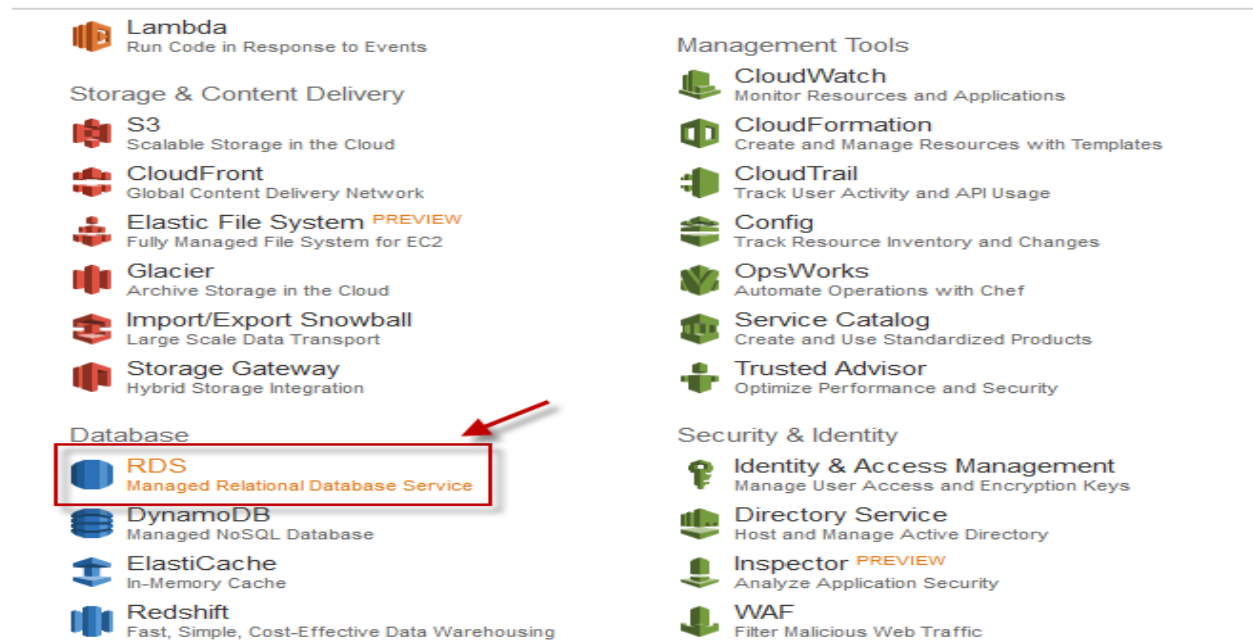 Lambda
Run Code in Response to Events
Storage & Content Delivery
S3
Scalable Storage in the Cloud
CloudFront
Global Content Delivery Network
Elastic File System PREVIEW
Fully Managed File System for EC2
Glacier
Archive Storage in the Cloud
Import/Export Snowball
Large Scale Data Transport
Storage Gateway
Hybrid Storage Integration
Database
RDS
Managed Relational Database Service
DynamoDB
Managed NoSQL Database
ElastiCache
In-Memory Cache
Redshift
Fast, Simple, Cost-Effective Data Warehousing
Management Tools
CloudWatch
Monitor Resources and Applications
CloudFormation
Create and Manage Resources with Templates
CloudTrail
Track User Activity and API Usage
Config
Track Resource Inventory and Changes
OpsWorks
Automate Operations with Chef
Service Catalog
Create and Use Standardized Products
Trusted Advisor
Optimize Performance and Security
Security & Identity
Identity & Access Management
Manage User Access and Encryption Keys
Directory Service
Host and Manage Active Directory
Inspector PREVIEW
Analyze Application Security
WAF
Filter Malicious Web Traffic